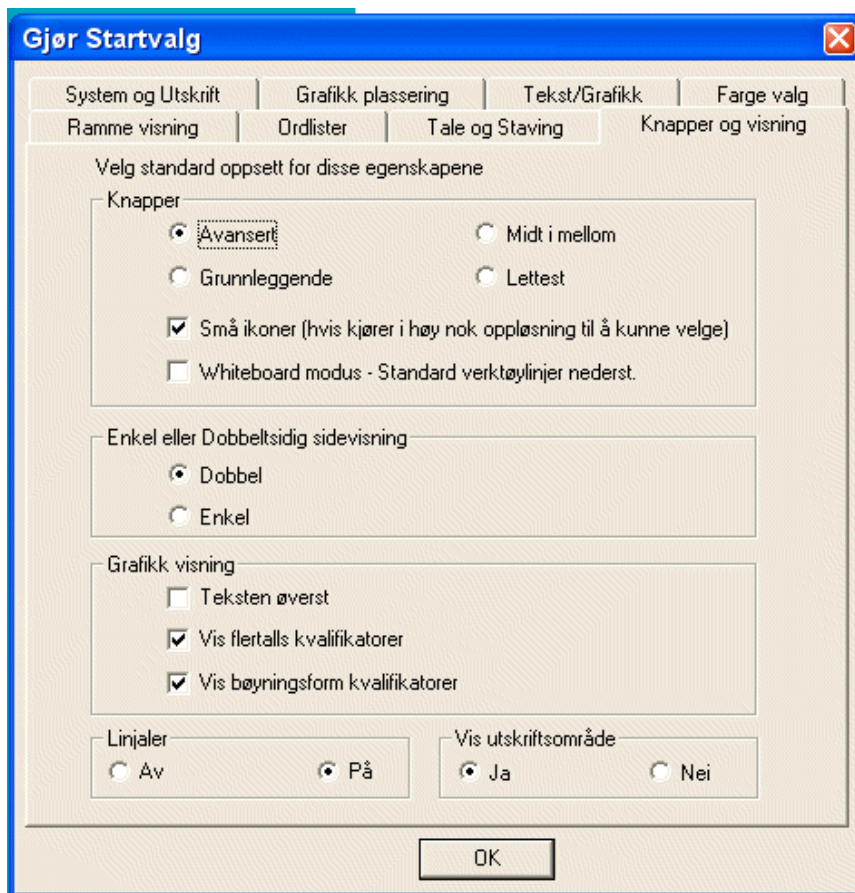 Gjør Startvalg
System og Utskrift Grafikk plassering Tekst/Grafikk Farge valg
Ramme visning Ordlister Tale og Staving Knapper og visning
Velg standard oppsett for disse egenskapene
Knapper
Avansert Midt i mellom
Grunnleggende Lettest
Små ikoner (hvis kjører i høy nok oppløsning til å kunne velge)
Whiteboard modus - Standard verktøylinjer nederst.
Enkel eller Dobbeltsidig sidevisning
Dobbel
Enkel
Grafikk visning
Teksten øverst
Vis flertalls kvalifikatorer
Vis bøyningsform kvalifikatorer
Linjaler Vis utskriftsområde
Av På Ja Nei
OK